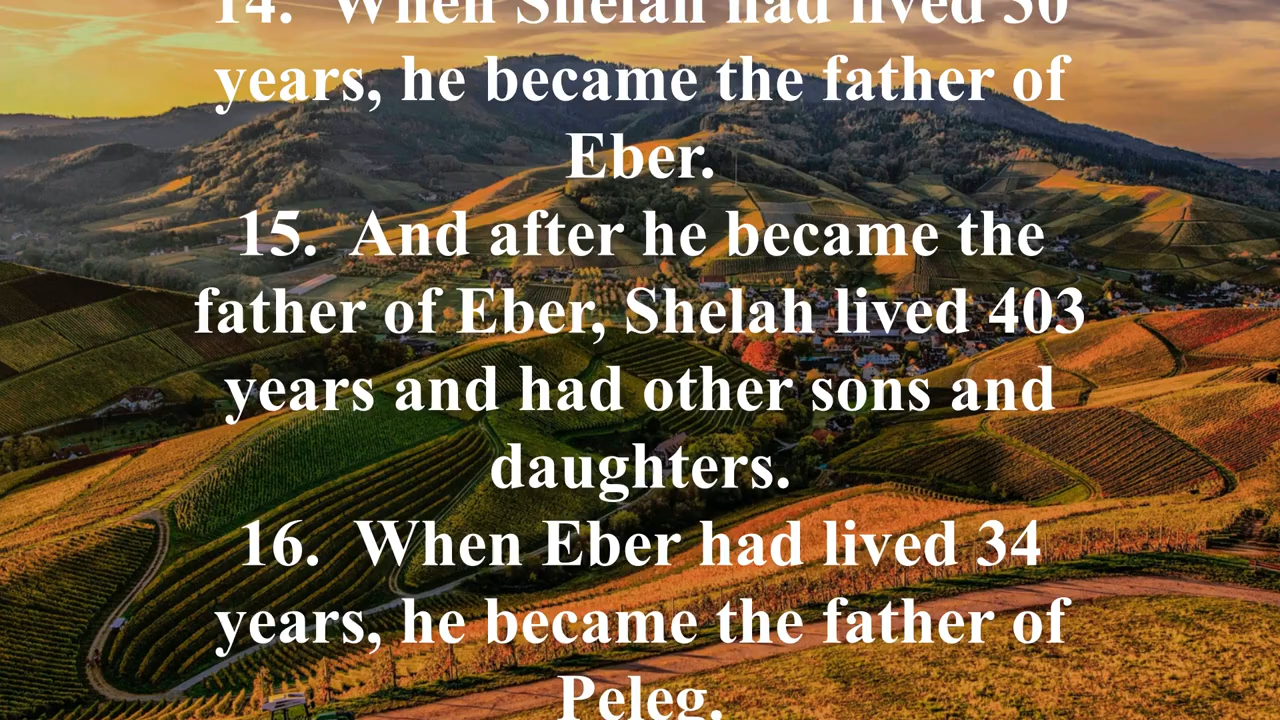 14. When Shelah had lived 30
years, he became the father of
Eber.
15. And after he became the
father of Eber, Shelah lived 403
years and had other sons and
daughters.
16. When Eber had lived 34
years, he became the father of
Peleg.